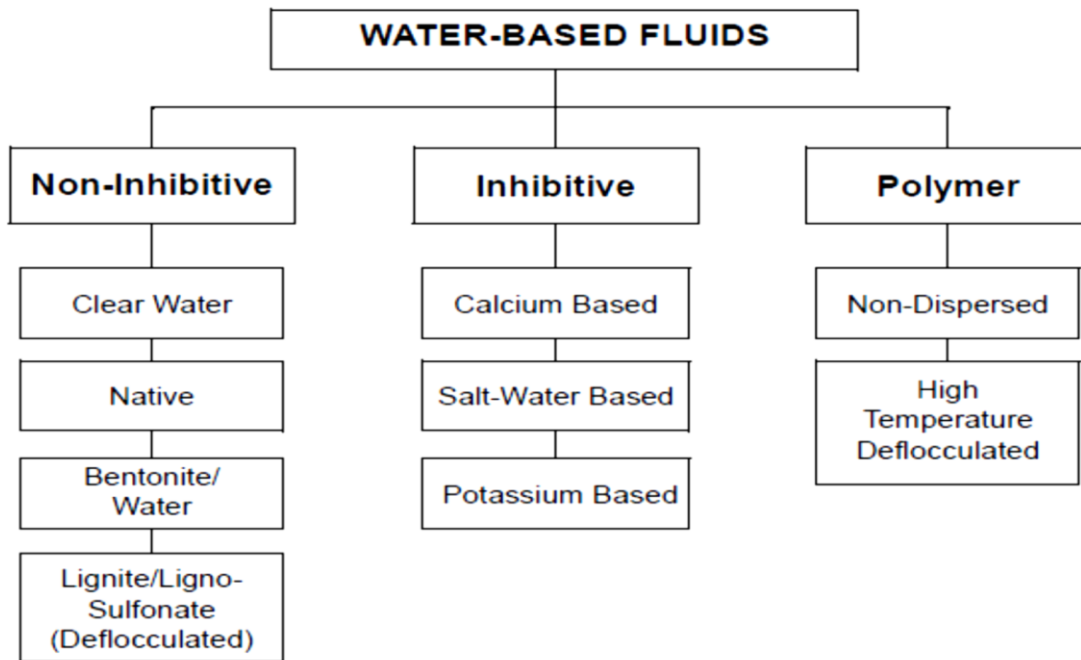 WATER-BASED FLUIDS
Non-Inhibitive
Clear Water
Native
Bentonite/
Water
Lignite/Ligno-
Sulfonate
(Deflocculated)
Inhibitive
Calcium Based
Salt-Water Based
Potassium Based
Polymer
Non-Dispersed
High
Temperature
Deflocculated